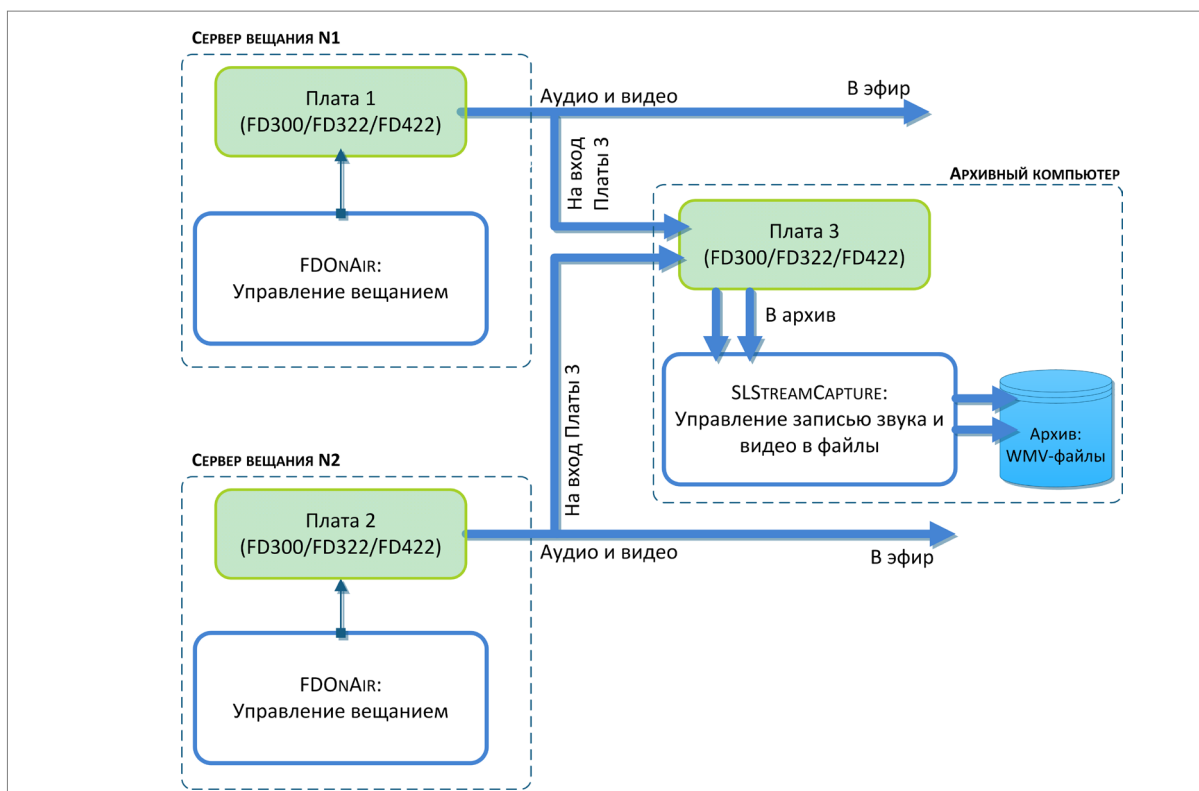 Сервер вещания N1
Плата 1
(FD300/FD322/FD422)
Аудио и видео
В эфир
На вход
Платы 3
FDOnAir:
Управление вещанием
Архивный компьютер
Плата 3
(FD300/FD322/FD422)
В архив
SLStreamCapture:
Управление записью звука и
видео в файлы
Архив:
WMV-файлы
На вход Платы 3
Сервер вещания N2
Плата 2
(FD300/FD322/FD422)
Аудио и видео
В эфир
FDOnAir:
Управление вещанием